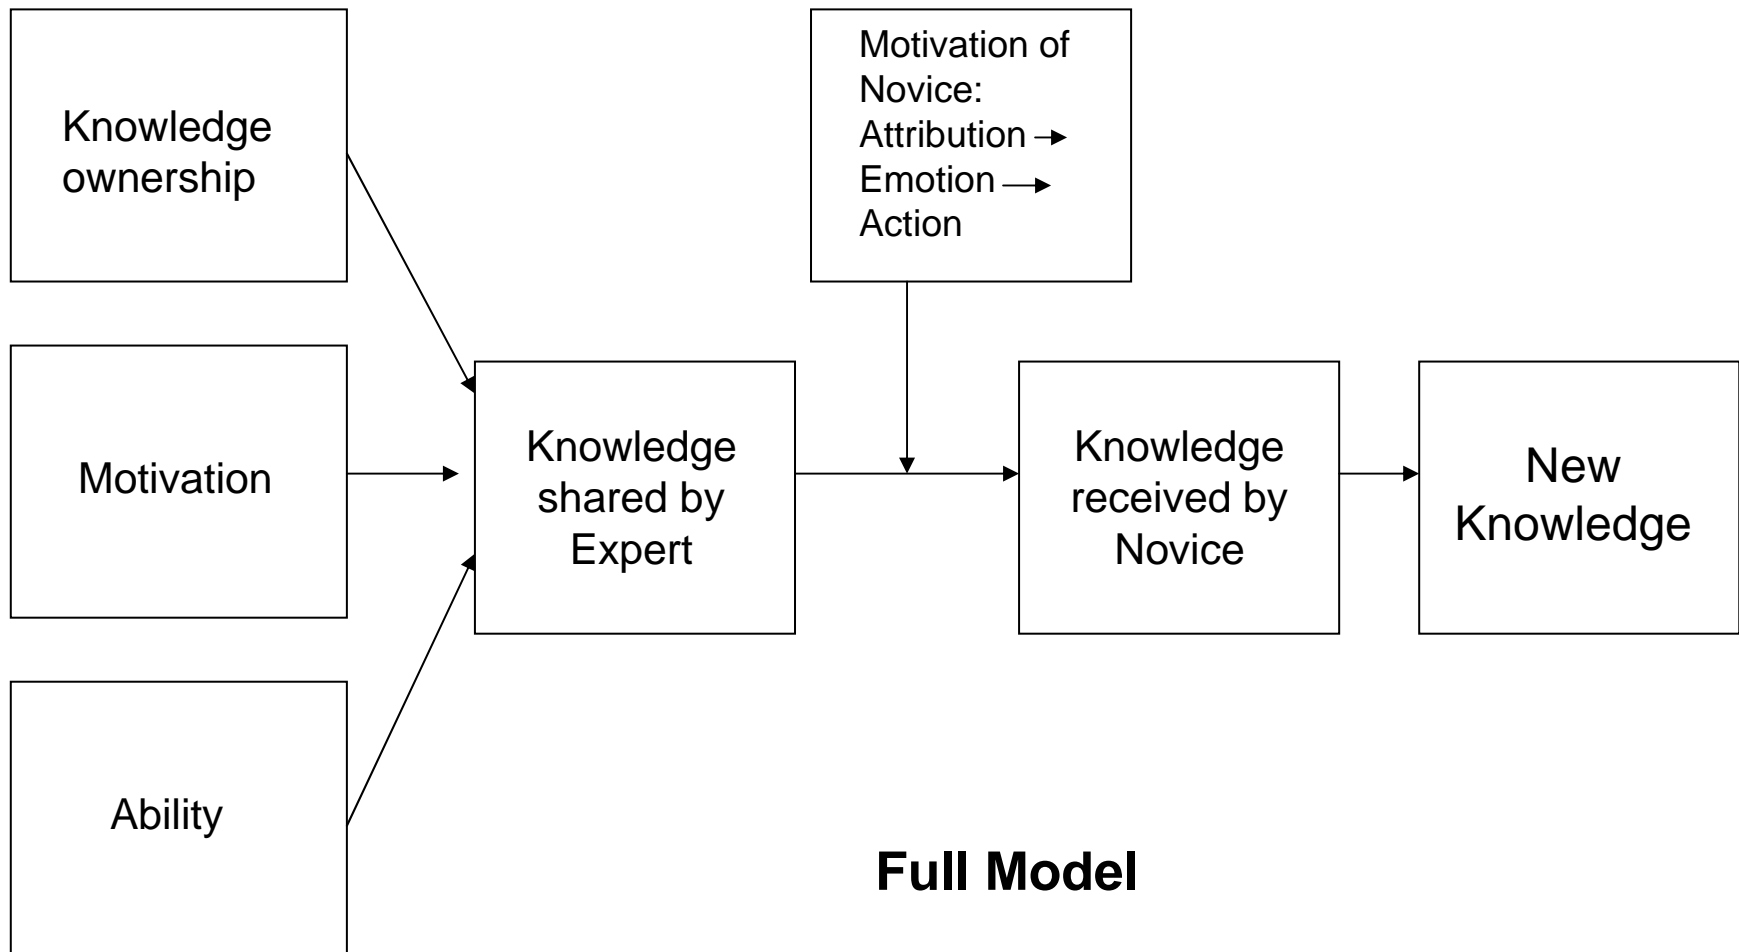 Knowledge
ownership
Motivation of
Novice:
Attribution →
Emotion →
Action
Motivation
Knowledge
shared by
Expert
Knowledge
received by
Novice
New
Knowledge
Ability
Full Model